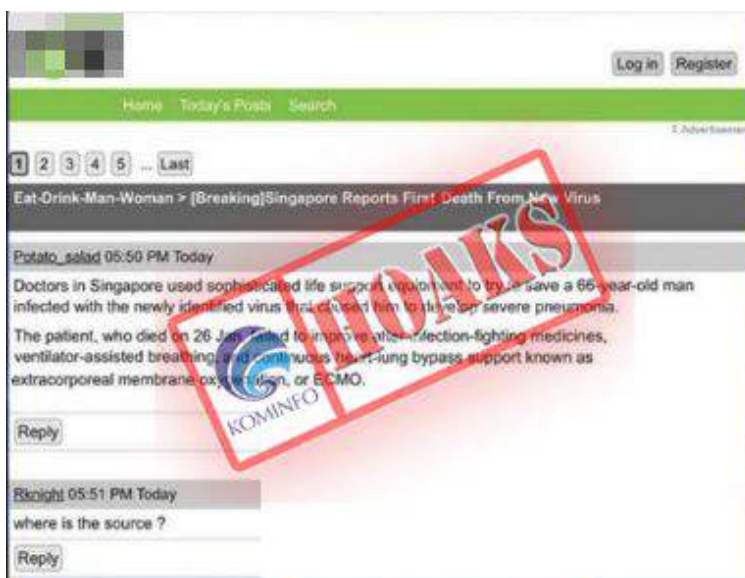 Log in Register
Home Today's Posts Search
1 2 3 4 5 ... Last
Eat-Drink-Man-Woman > [Breaking]Singapore Reports First Death From New Virus
Potato_salad 05:50 PM Today
Doctors in Singapore used sophisticated life support equipment to try to save a 66-year-old man
infected with the newly identified virus that caused him to develop severe pneumonia.
The patient, who died on 26 Jan, failed to improve after infection-fighting medicines,
ventilator-assisted breathing, and continuous heart-lung bypass support known as
extracorporeal membrane oxygenation, or ECMO.
HOAKS
KOMINFO
Reply
Rknight 05:51 PM Today
where is the source ?
Reply